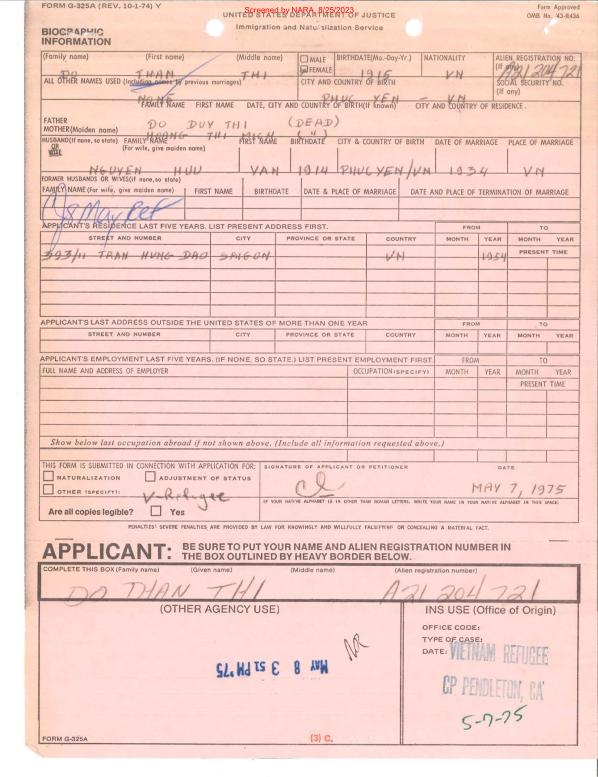 FORM G-325A (REV. 10-1-74) Y
Screened by NARA, 8/25/2023
UNITED STATES DEPARTMENT OF JUSTICE
Immigration and Naturalization Service
Form Approved
OMB No. 43-R436
BIOGRAPHIC
INFORMATION
(Family name) (First name) (Middle name) MALE FEMALE BIRTHDATE(Mo.-Day-Yr.) NATIONALITY ALIEN REGISTRATION NO. (If any)
DO THAN THI 1915 VN A21 204 721
ALL OTHER NAMES USED (Including names by previous marriages) CITY AND COUNTRY OF BIRTH SOCIAL SECURITY NO. (If any)
NONE PHUC YEN - VN
FAMILY NAME FIRST NAME DATE, CITY AND COUNTRY OF BIRTH(If known) CITY AND COUNTRY OF RESIDENCE.
FATHER DO DUY THI (DEAD)
MOTHER(Maiden name) HOANG THI MICH (")
HUSBAND(If none, so state) OR WIFE FAMILY NAME (For wife, give maiden name) FIRST NAME BIRTHDATE CITY & COUNTRY OF BIRTH DATE OF MARRIAGE PLACE OF MARRIAGE
NGUYEN HUU VAN 1914 PHUC YEN/VN 1934 VN
FORMER HUSBANDS OR WIVES(if none,so state)
FAMILY NAME (For wife, give maiden name) FIRST NAME BIRTHDATE DATE & PLACE OF MARRIAGE DATE AND PLACE OF TERMINATION OF MARRIAGE
APPLICANT'S RESIDENCE LAST FIVE YEARS. LIST PRESENT ADDRESS FIRST. FROM TO
STREET AND NUMBER CITY PROVINCE OR STATE COUNTRY MONTH YEAR MONTH YEAR
393/11 TRAN HUNG DAO SAIGON VN 1954 PRESENT TIME
APPLICANT'S LAST ADDRESS OUTSIDE THE UNITED STATES OF MORE THAN ONE YEAR FROM TO
STREET AND NUMBER CITY PROVINCE OR STATE COUNTRY MONTH YEAR MONTH YEAR
APPLICANT'S EMPLOYMENT LAST FIVE YEARS. (IF NONE, SO STATE.) LIST PRESENT EMPLOYMENT FIRST. FROM TO
FULL NAME AND ADDRESS OF EMPLOYER OCCUPATION(SPECIFY) MONTH YEAR MONTH YEAR
PRESENT TIME
Show below last occupation abroad if not shown above. (Include all information requested above.)
THIS FORM IS SUBMITTED IN CONNECTION WITH APPLICATION FOR: SIGNATURE OF APPLICANT OR PETITIONER DATE
NATURALIZATION ADJUSTMENT OF STATUS
OTHER (SPECIFY): V-Refugee
MAY 7, 1975
IF YOUR NATIVE ALPHABET IS IN OTHER THAN ROMAN LETTERS, WRITE YOUR NAME IN YOUR NATIVE ALPHABET IN THIS SPACE:
Are all copies legible? Yes
PENALTIES: SEVERE PENALTIES ARE PROVIDED BY LAW FOR KNOWINGLY AND WILLFULLY FALSIFYING OR CONCEALING A MATERIAL FACT.
APPLICANT: BE SURE TO PUT YOUR NAME AND ALIEN REGISTRATION NUMBER IN
THE BOX OUTLINED BY HEAVY BORDER BELOW.
COMPLETE THIS BOX (Family name) (Given name) (Middle name) (Alien registration number)
DO THAN THI A21 204 721
(OTHER AGENCY USE)
MAY 8 3 51 PM '75
INS USE (Office of Origin)
OFFICE CODE:
TYPE OF CASE:
DATE: VIETNAM REFUGEE
CP PENDLETON, CA
5-7-75
FORM G-325A
(3) C.